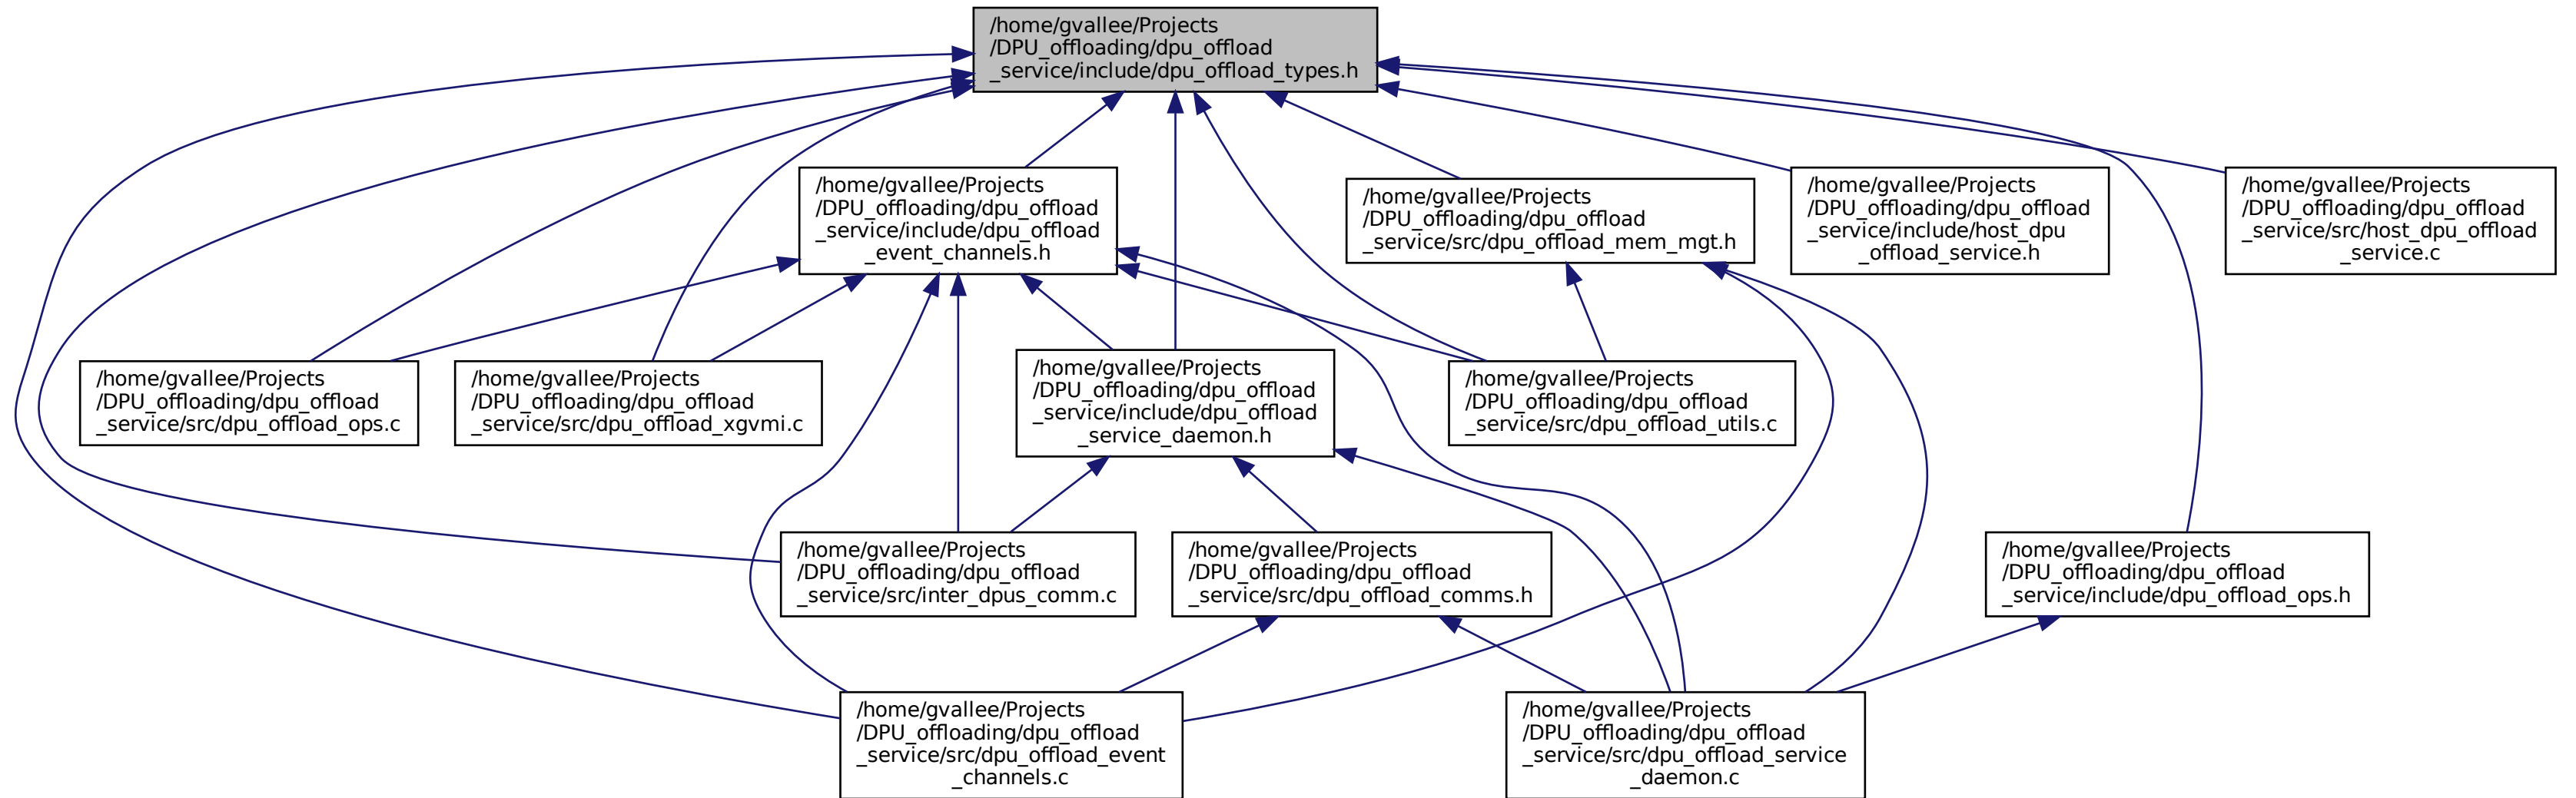 /home/gvallee/Projects
/DPU_offloading/dpu_offload
_service/include/dpu_offload_types.h
/home/gvallee/Projects
/DPU_offloading/dpu_offload
_service/include/dpu_offload
_event_channels.h
/home/gvallee/Projects
/DPU_offloading/dpu_offload
_service/src/dpu_offload_mem_mgt.h
/home/gvallee/Projects
/DPU_offloading/dpu_offload
_service/include/host_dpu
_offload_service.h
/home/gvallee/Projects
/DPU_offloading/dpu_offload
_service/src/host_dpu_offload
_service.c
/home/gvallee/Projects
/DPU_offloading/dpu_offload
_service/src/dpu_offload_ops.c
/home/gvallee/Projects
/DPU_offloading/dpu_offload
_service/src/dpu_offload_xgvmi.c
/home/gvallee/Projects
/DPU_offloading/dpu_offload
_service/include/dpu_offload
_service_daemon.h
/home/gvallee/Projects
/DPU_offloading/dpu_offload
_service/src/dpu_offload_utils.c
/home/gvallee/Projects
/DPU_offloading/dpu_offload
_service/src/inter_dpus_comm.c
/home/gvallee/Projects
/DPU_offloading/dpu_offload
_service/src/dpu_offload_comms.h
/home/gvallee/Projects
/DPU_offloading/dpu_offload
_service/include/dpu_offload_ops.h
/home/gvallee/Projects
/DPU_offloading/dpu_offload
_service/src/dpu_offload_event
_channels.c
/home/gvallee/Projects
/DPU_offloading/dpu_offload
_service/src/dpu_offload_service
_daemon.c